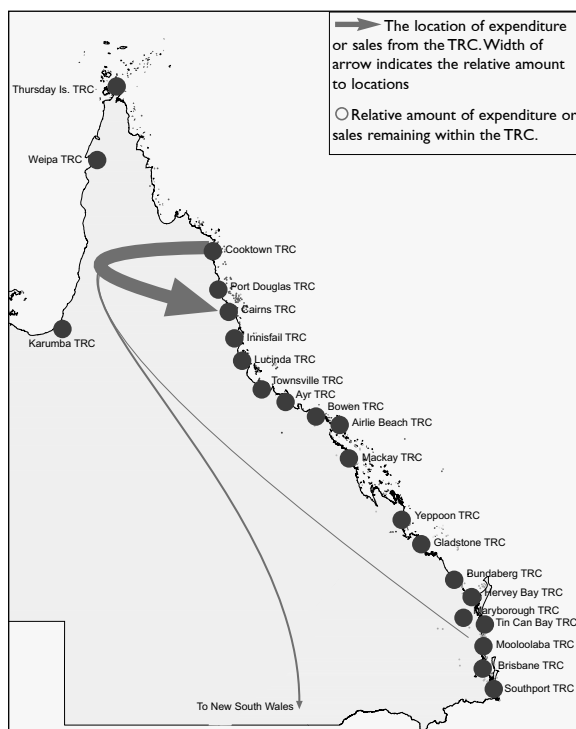 The location of expenditure
or sales from the TRC. Width of
arrow indicates the relative amount
to locations
Relative amount of expenditure or
sales remaining within the TRC.
Thursday Is. TRC
Weipa TRC
Cooktown TRC
Port Douglas TRC
Cairns TRC
Karumba TRC
Innisfail TRC
Lucinda TRC
Townsville TRC
Ayr TRC
Bowen TRC
Airlie Beach TRC
Mackay TRC
Yeppoon TRC
Gladstone TRC
Bundaberg TRC
Hervey Bay TRC
Maryborough TRC
Tin Can Bay TRC
Mooloolaba TRC
Brisbane TRC
Southport TRC
To New South Wales